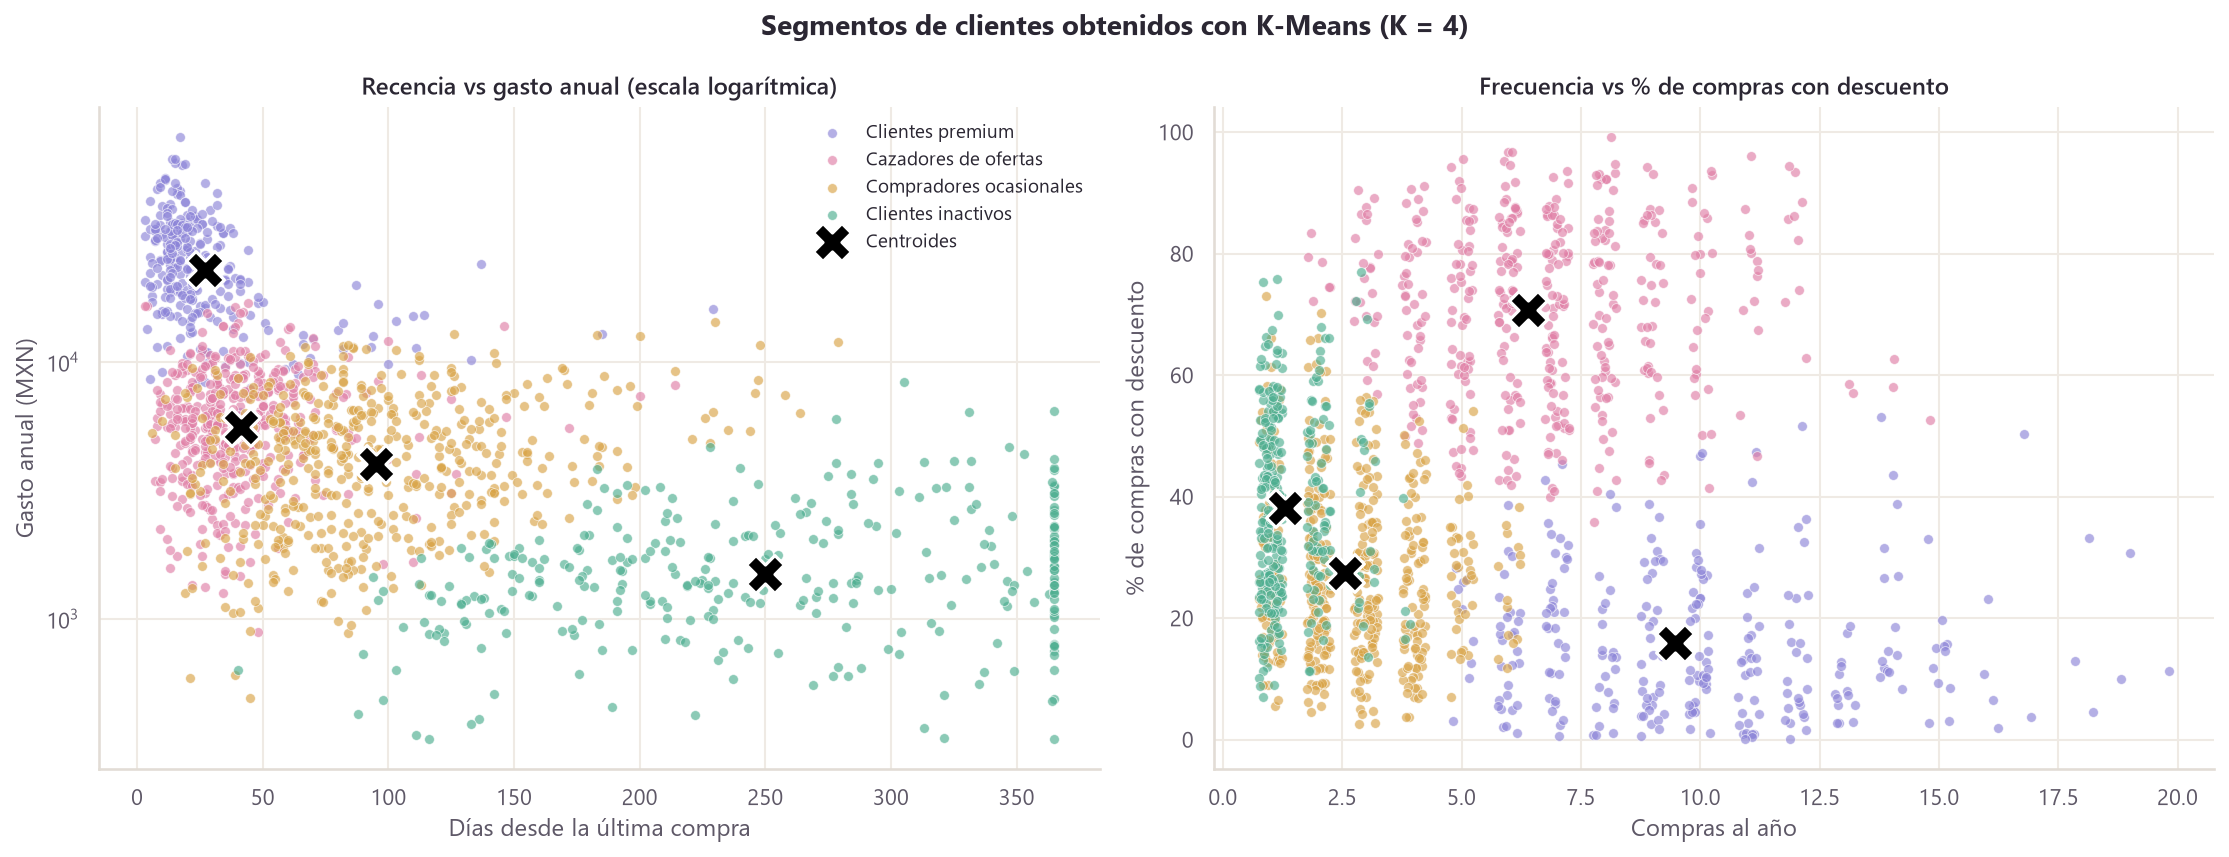 Segmentos de clientes obtenidos con K-Means (K = 4)
Recencia vs gasto anual (escala logarítmica)
Clientes premium
Cazadores de ofertas
Compradores ocasionales
Clientes inactivos
Centroides
Gasto anual (MXN)
10⁴
10³
0 50 100 150 200 250 300 350
Días desde la última compra
Frecuencia vs % de compras con descuento
% de compras con descuento
100
80
60
40
20
0
0.0 2.5 5.0 7.5 10.0 12.5 15.0 17.5 20.0
Compras al año